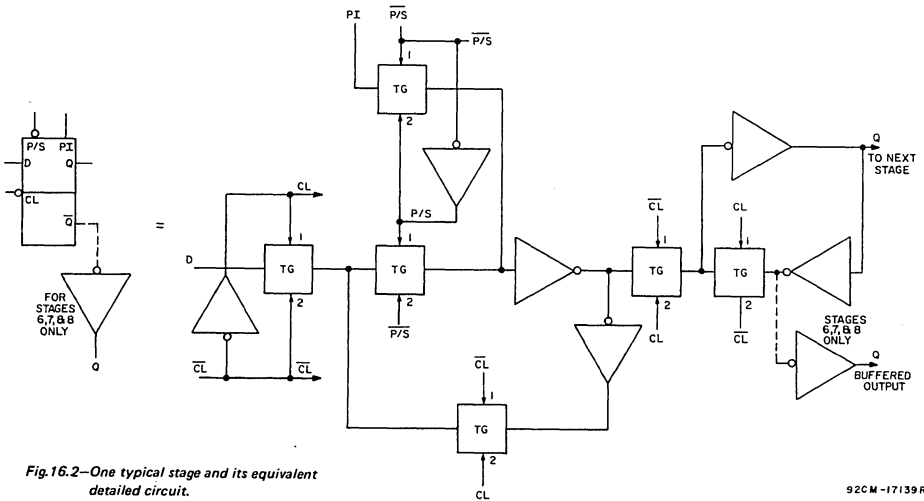 PI
P/S
P/S
1
TG
2
P/S PI
D Q
CL
Q
FOR
STAGES
6,7,&8
ONLY
Q
=
CL
D
1
TG
2
CL
CL
P/S
1
TG
2
P/S
CL
1
TG
2
CL
CL
1
TG
2
CL
CL
1
TG
2
CL
Q
TO NEXT
STAGE
STAGES
6,7,&8
ONLY
Q
BUFFERED
OUTPUT
Fig.16.2—One typical stage and its equivalent
detailed circuit.
92CM-17139R